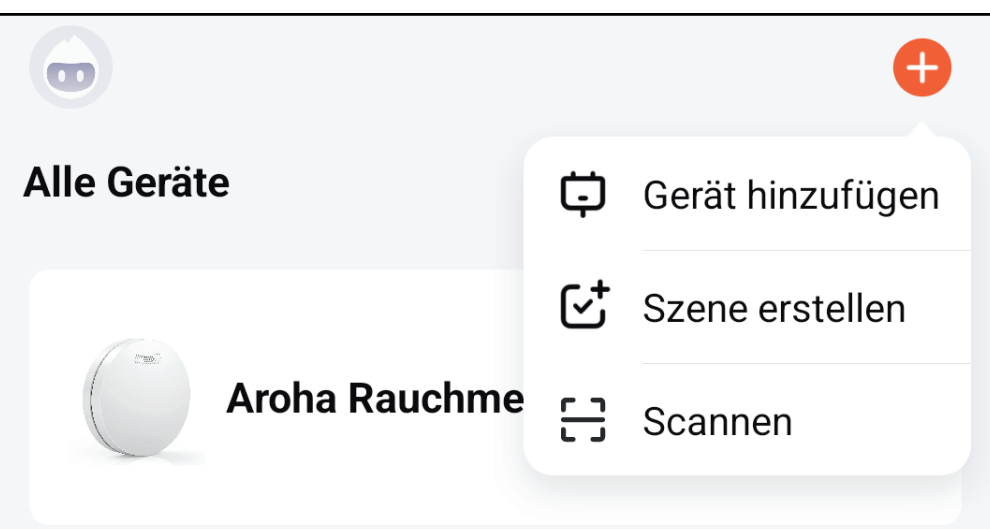 Alle Geräte
Gerät hinzufügen
Szene erstellen
Aroha Rauchme
Scannen